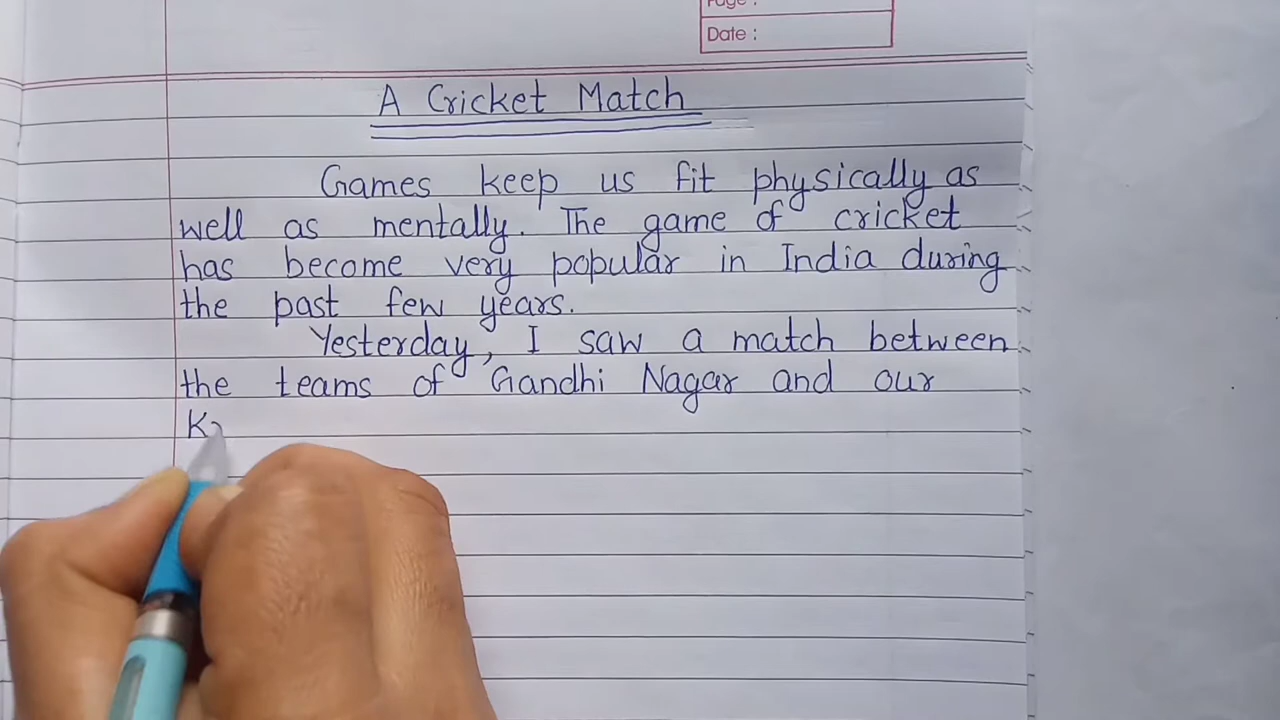 Page :
Date :
A Cricket Match
Games keep us fit physically as
well as mentally. The game of cricket
has become very popular in India during
the past few years.
Yesterday, I saw a match between
the teams of Gandhi Nagar and our